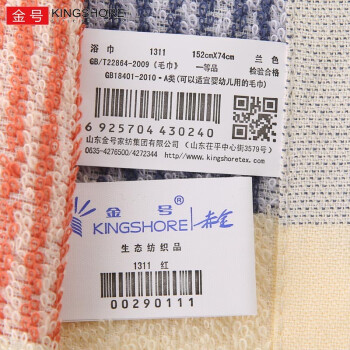 金号 KINGSHORE
浴巾 1311 152cmX74cm 兰色
GB/T22864-2009《毛巾》 一等品 检验合格
GB18401-2010·A类(可以适宜婴幼儿用的毛巾)
6 925704 430240
山东金号家纺集团有限公司 (山东茌平中心街3579号)
0635-4276500/4272344 http://www.kingshoretex.com
金号®
KINGSHORE
生态纺织品
1311 红
00290111